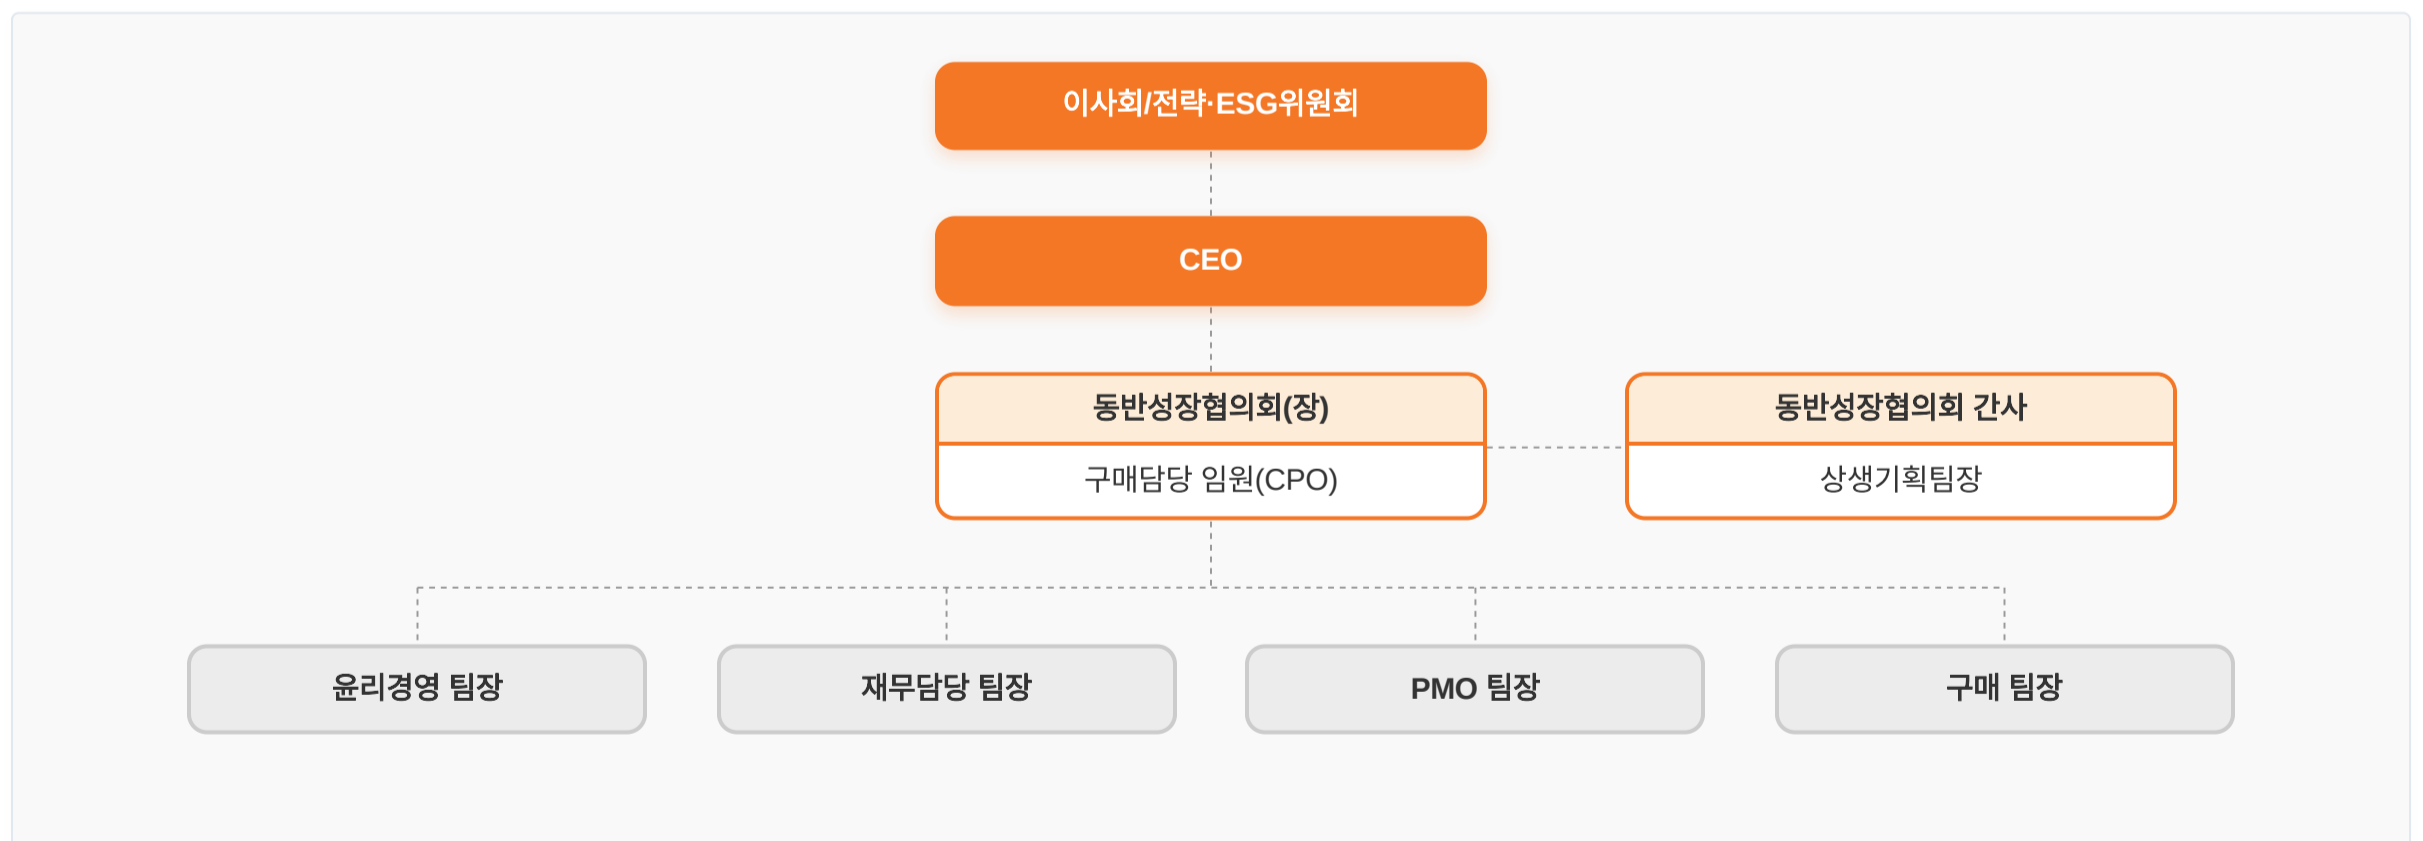 이사회/전략·ESG위원회
CEO
동반성장협의회(장)
구매담당 임원(CPO)
동반성장협의회 간사
상생기획팀장
윤리경영 팀장
재무담당 팀장
PMO 팀장
구매 팀장